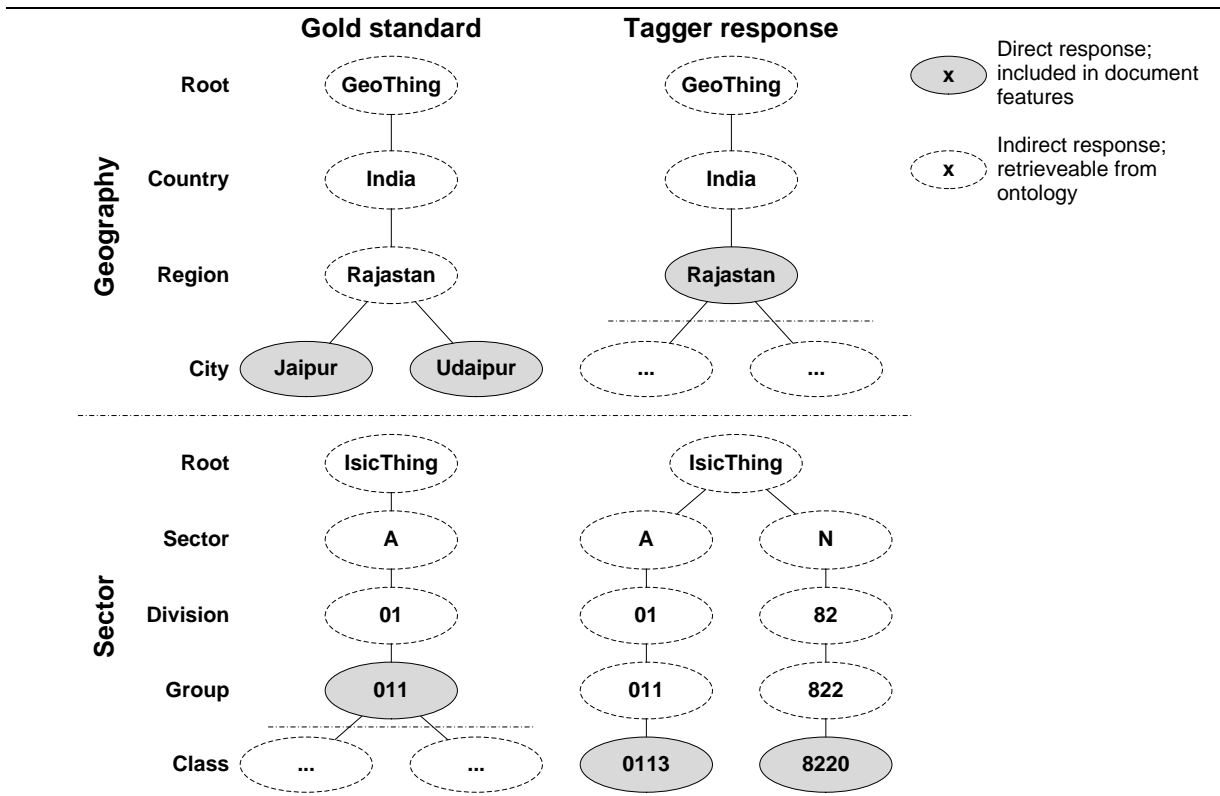 Gold standard
Tagger response
Direct response;
included in document
features
x
Indirect response;
retrieveable from
ontology
x
Geography
Root
GeoThing
GeoThing
Country
India
India
Region
Rajastan
Rajastan
City
Jaipur
Udaipur
...
...
Sector
Root
IsicThing
IsicThing
Sector
A
A
N
Division
01
01
82
Group
011
011
822
Class
...
...
0113
8220